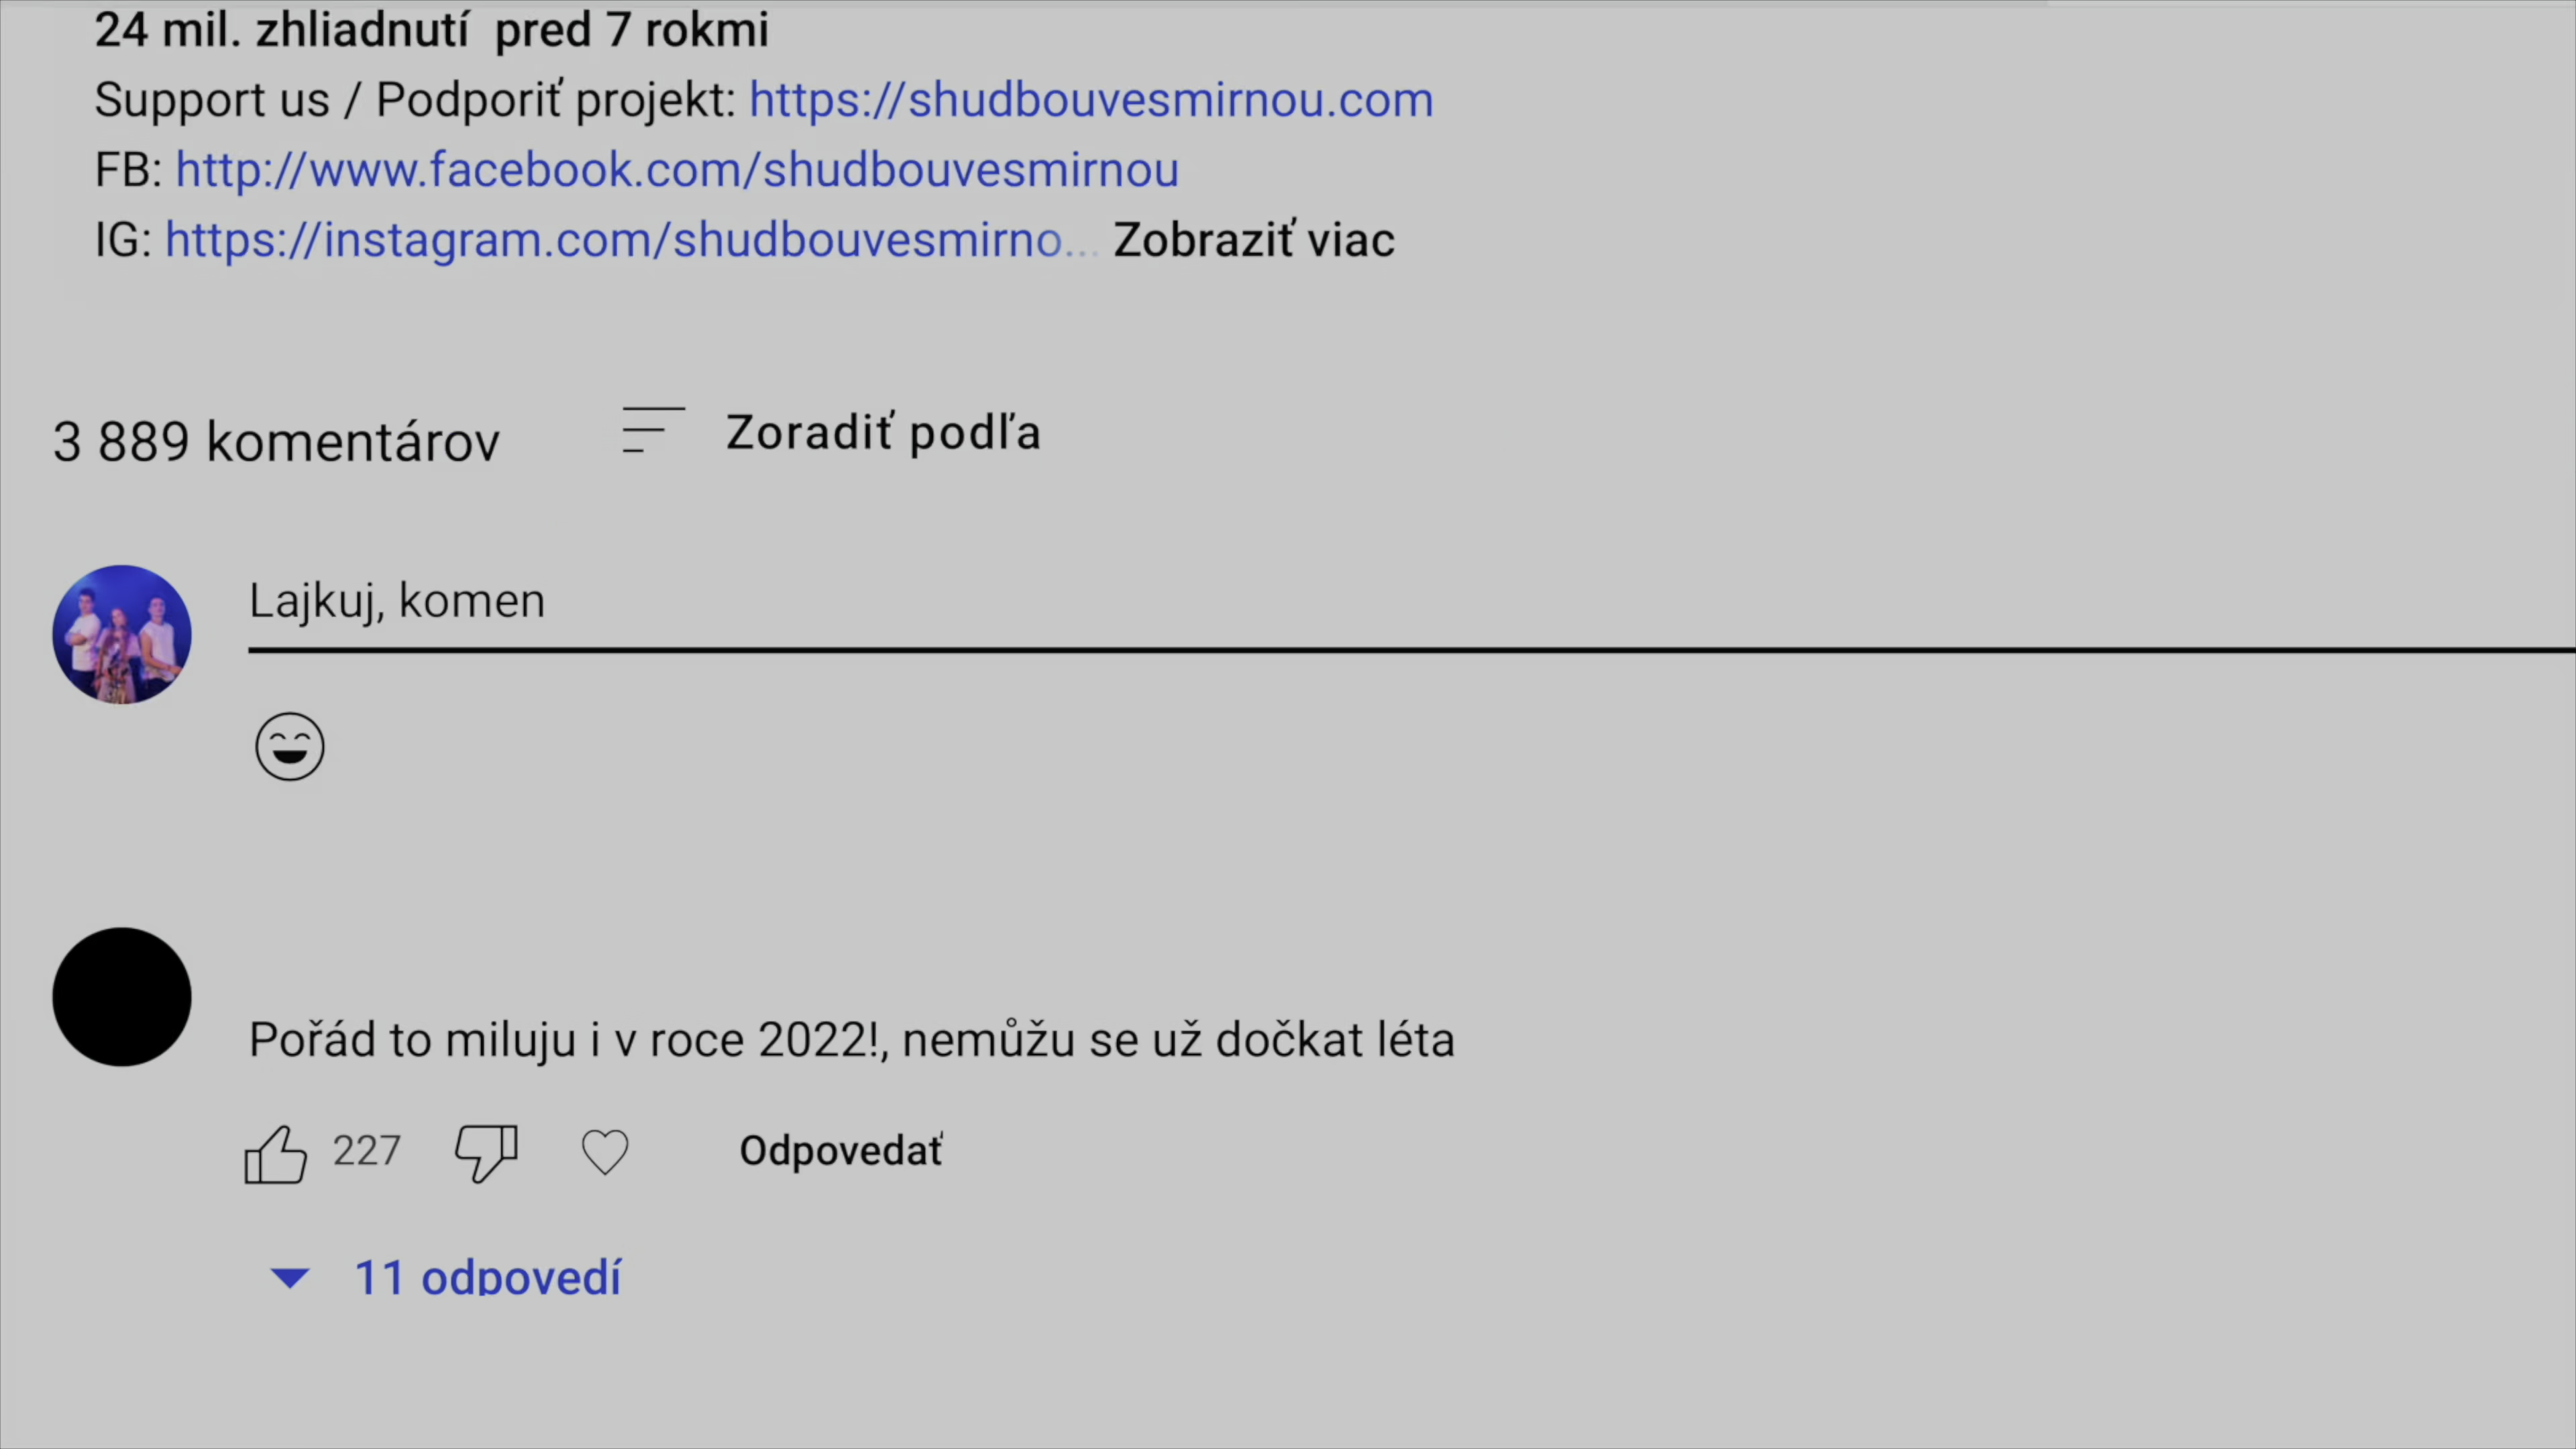 24 mil. zhliadnutí pred 7 rokmi
Support us / Podporiť projekt: https://shudbouvesmirnou.com
FB: http://www.facebook.com/shudbouvesmirnou
IG: https://instagram.com/shudbouvesmirno... Zobraziť viac
3 889 komentárov Zoradiť podľa
Lajkuj, komen
Pořád to miluju i v roce 2022!, nemůžu se už dočkat léta
227 Odpovedať
11 odpovedí